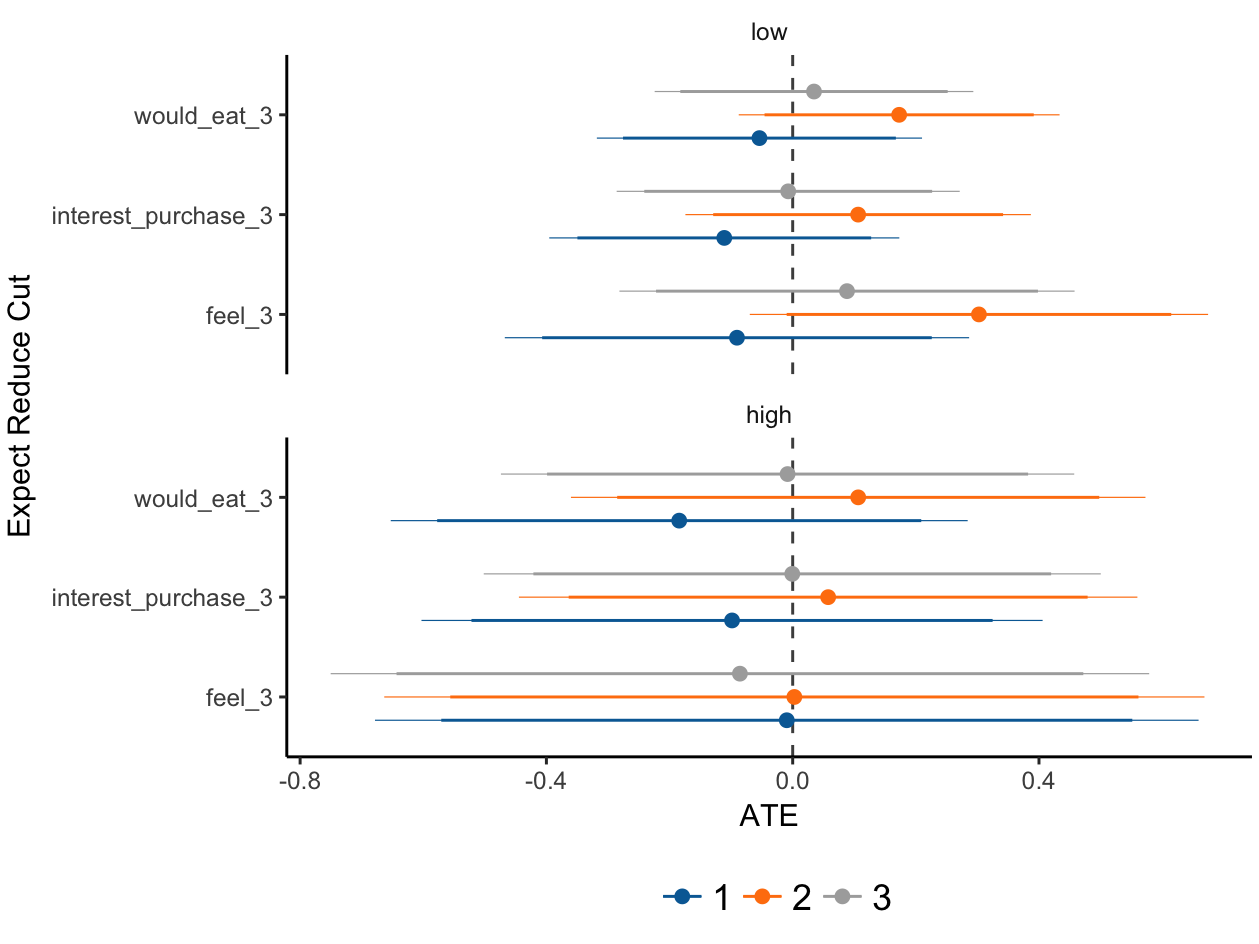 low
would_eat_3
interest_purchase_3
feel_3
Expect Reduce Cut
high
would_eat_3
interest_purchase_3
feel_3
-0.8 -0.4 0.0 0.4
ATE
1 2 3